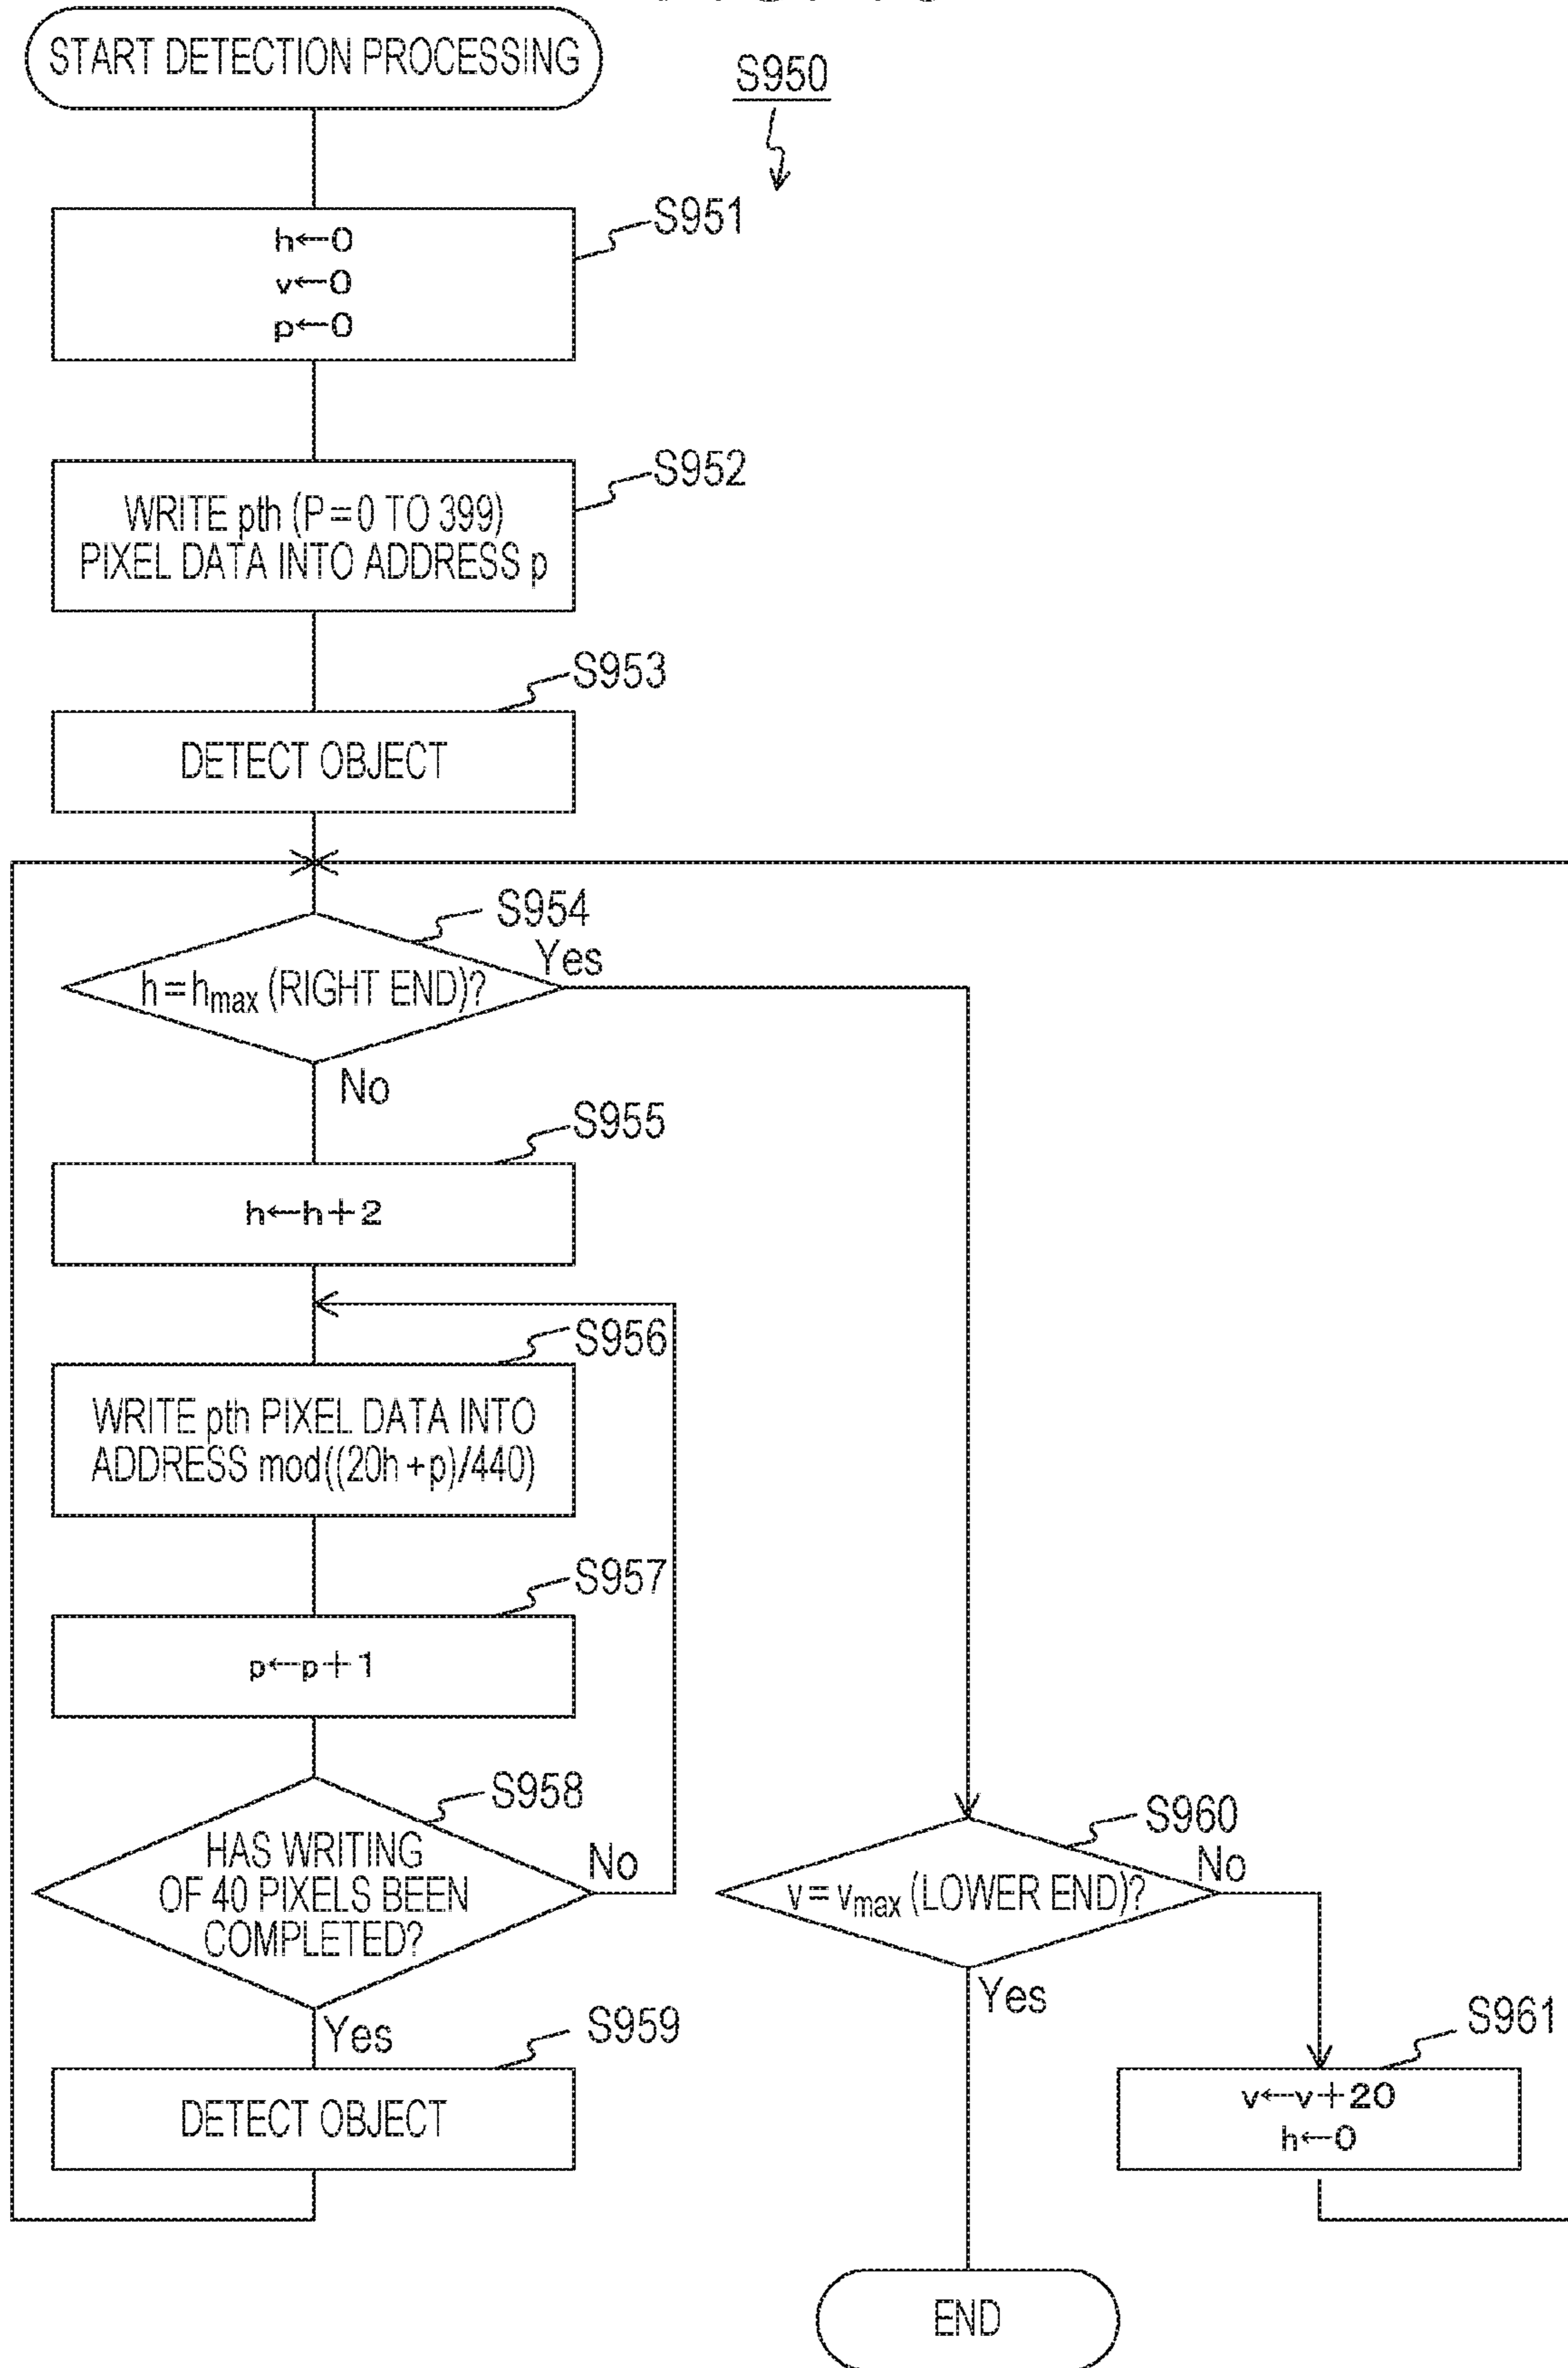 START DETECTION PROCESSING
S950
S951
h←0
v←0
p←0
S952
WRITE pth (P=0 TO 399)
PIXEL DATA INTO ADDRESS p
S953
DETECT OBJECT
S954
h=hmax (RIGHT END)?
Yes
No
S955
h←h+2
S956
WRITE pth PIXEL DATA INTO
ADDRESS mod((20h+p)/440)
S957
p←p+1
S958
HAS WRITING
OF 40 PIXELS BEEN
COMPLETED?
No
Yes
S959
DETECT OBJECT
S960
v=vmax (LOWER END)?
No
Yes
S961
v←v+20
h←0
END